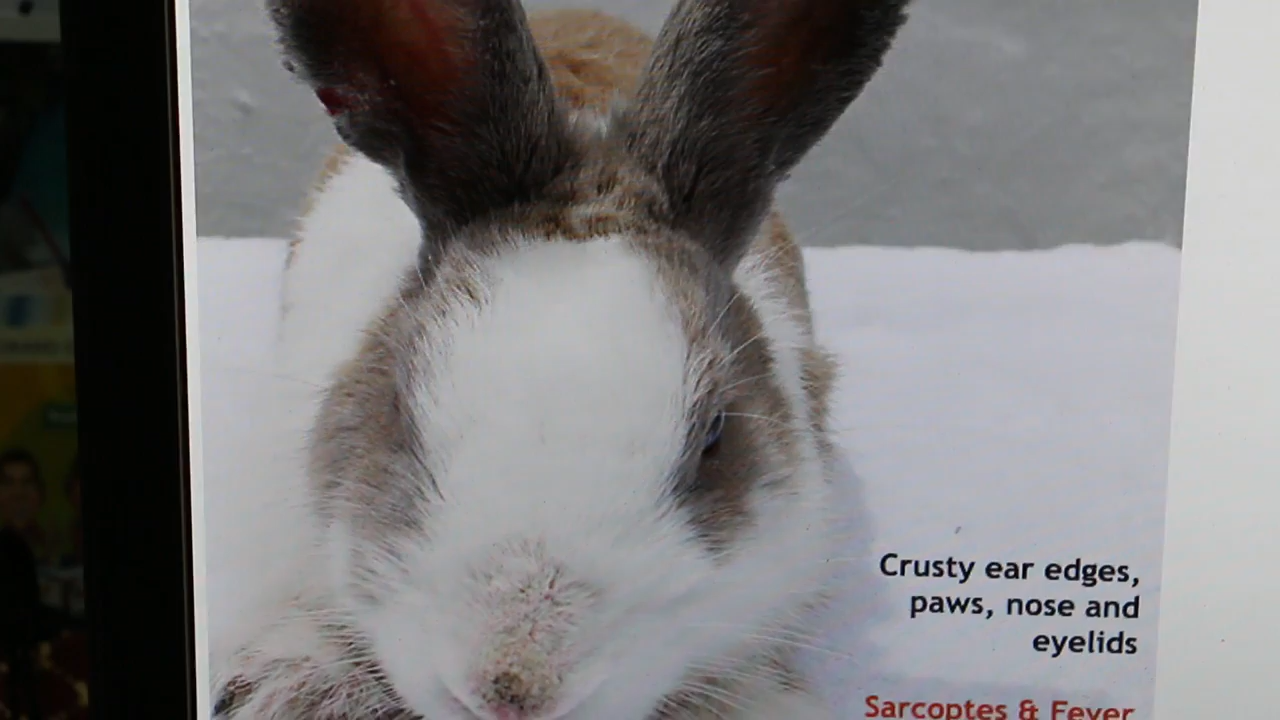 Crusty ear edges,
paws, nose and
eyelids
Sarcoptes & Fever